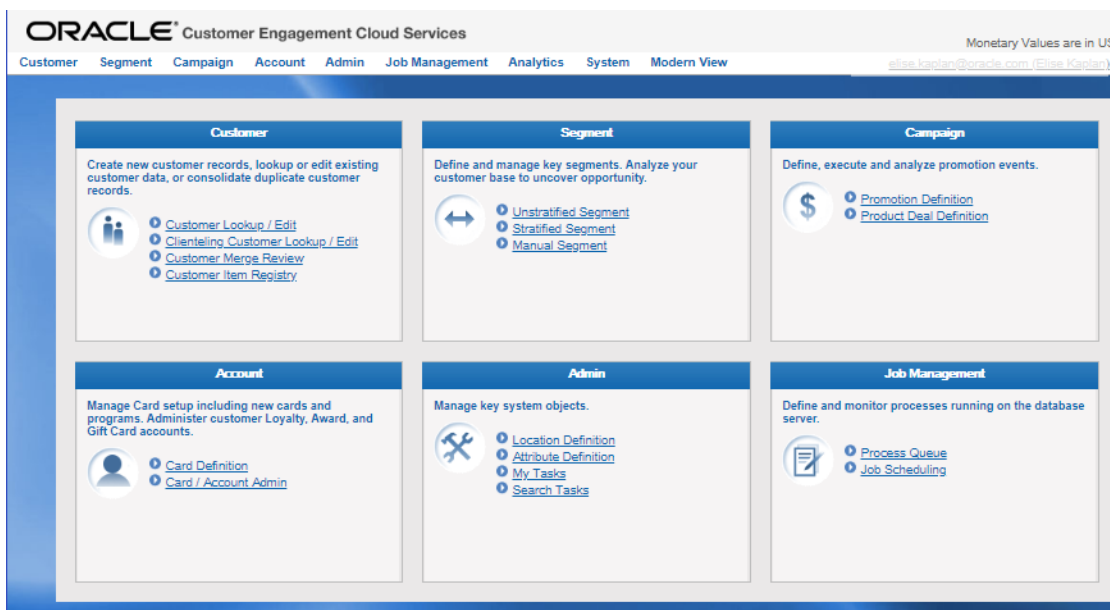 ORACLE® Customer Engagement Cloud Services
Monetary Values are in US
Customer Segment Campaign Account Admin Job Management Analytics System Modern View
elise.kaplan@oracle.com (Elise Kaplan)
Customer
Create new customer records, lookup or edit existing
customer data, or consolidate duplicate customer
records.
Customer Lookup / Edit
Clienteling Customer Lookup / Edit
Customer Merge Review
Customer Item Registry
Segment
Define and manage key segments. Analyze your
customer base to uncover opportunity.
Unstratified Segment
Stratified Segment
Manual Segment
Campaign
Define, execute and analyze promotion events.
$
Promotion Definition
Product Deal Definition
Account
Manage Card setup including new cards and
programs. Administer customer Loyalty, Award, and
Gift Card accounts.
Card Definition
Card / Account Admin
Admin
Manage key system objects.
Location Definition
Attribute Definition
My Tasks
Search Tasks
Job Management
Define and monitor processes running on the database
server.
Process Queue
Job Scheduling